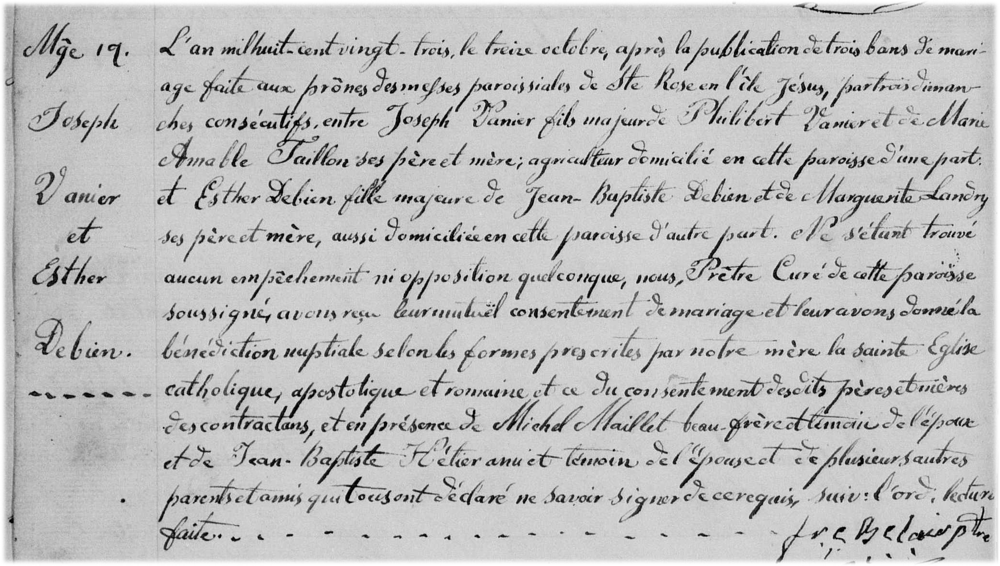 Mge 19.
Joseph
Vanier
et
Esther
Debien.
L'an mil huit-cent vingt-trois, le treize octobre, après la publication de trois bans de mari-
age faite aux prônes des messes paroissiales de Ste Rose en l'île Jésus, par trois diman-
ches consécutifs, entre Joseph Vanier fils majeur de Philibert Vanier et de Marie
Amable Taillon ses père et mère; agriculteur domicilié en cette paroisse d'une part:
et Esther Debien fille majeure de Jean-Baptiste Debien et de Marguerite Landry
ses père et mère, aussi domiciliée en cette paroisse d'autre part. Ne s'étant trouvé
aucun empêchement ni opposition quelconque, nous, Prêtre Curé de cette paroisse
soussigné, avons reçu leur mutuël consentement de mariage et leur avons donné la
bénédiction nuptiale selon les formes prescrites par notre mère la sainte Eglise
catholique, apostolique et romaine et ce du consentement desdits pères et mères
des contractans, et en présence de Michel Maillet beau-frère et témoin de l'époux
et de Jean-Baptiste Hétier ami et témoin de l'épouse et de plusieurs autres
parents et amis qui tous ont déclaré ne savoir signer de ce requis, suiv: l'ord. lecture
faite. frs Belair ptre